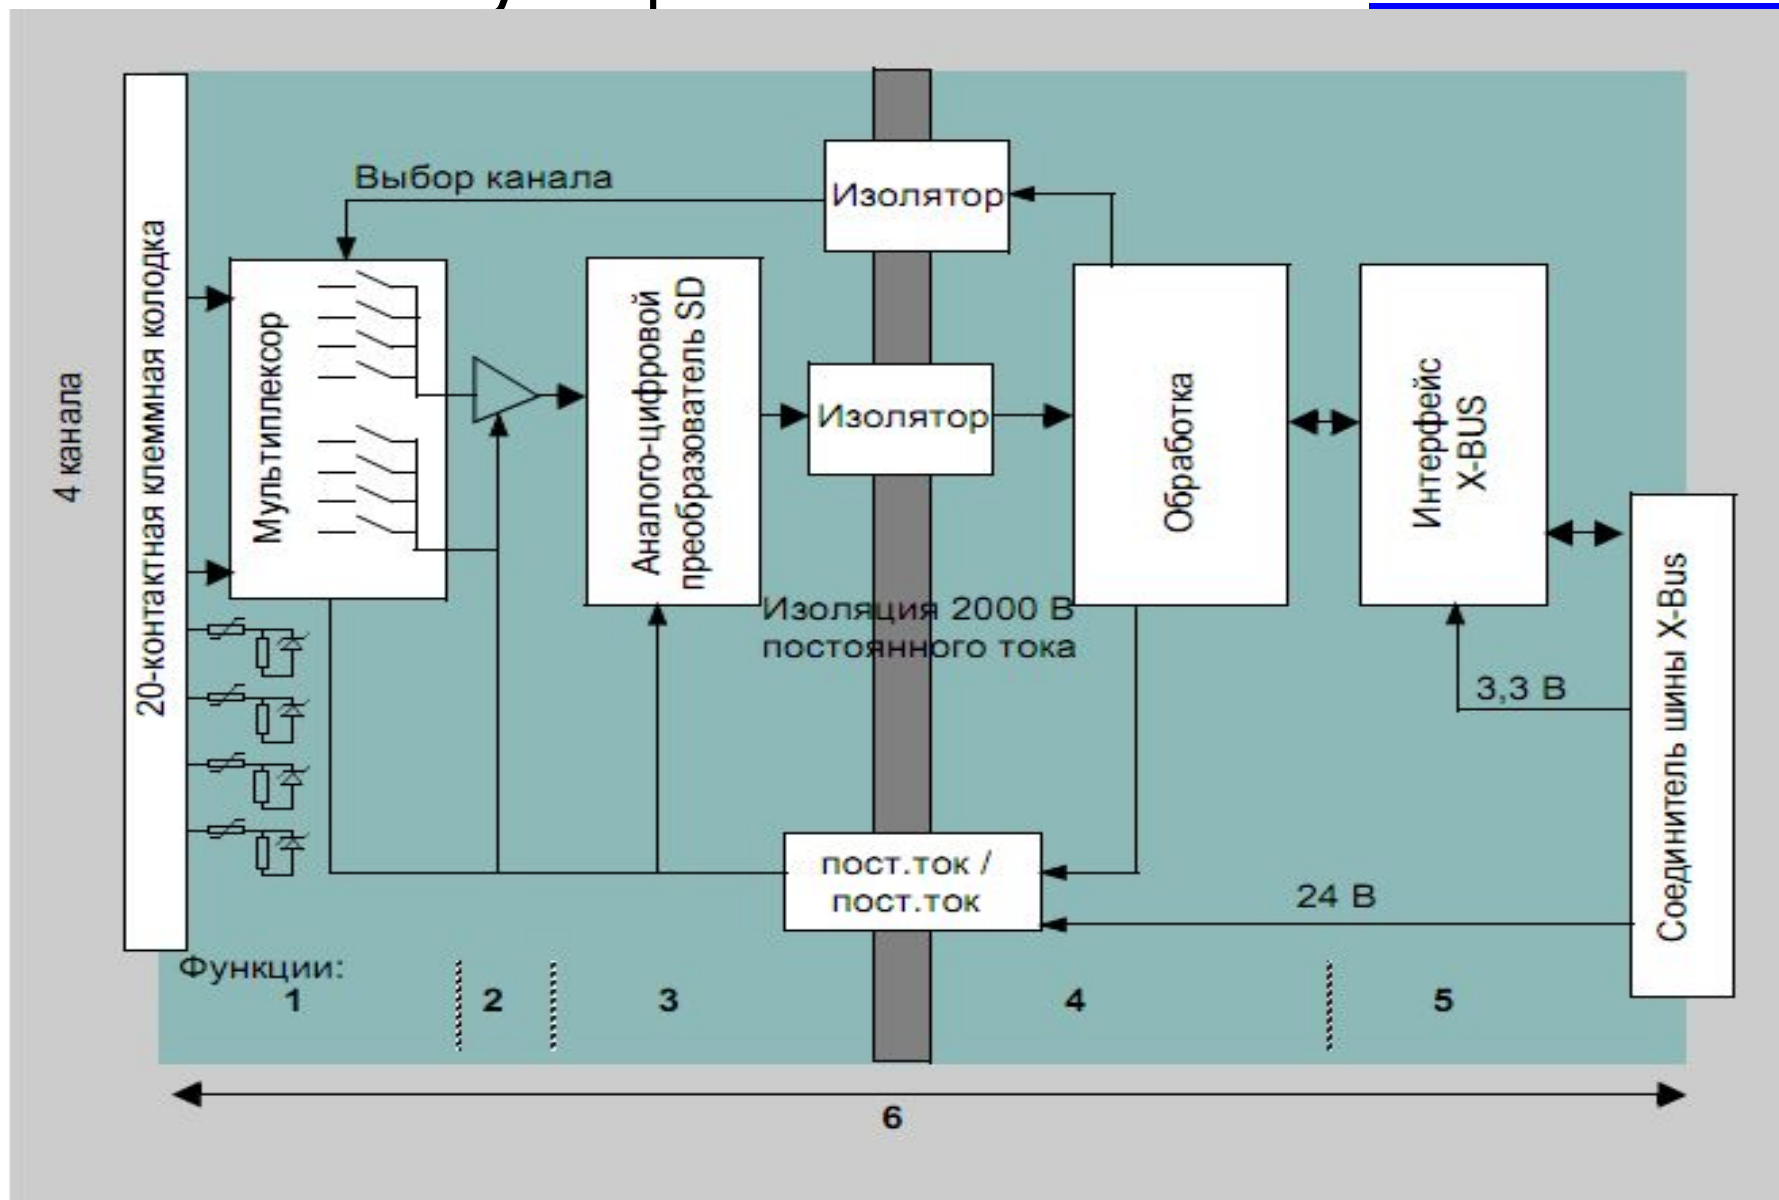 Выбор канала
Изолятор
4 канала
20-контактная клеммная колодка
Мультиплексор
Аналого-цифровой
преобразователь SD
Изолятор
Обработка
Интерфейс
X-BUS
Изоляция 2000 В
постоянного тока
3,3 В
Соединитель шины X-Bus
пост.ток /
пост.ток
24 В
Функции:
1 2 3 4 5
6